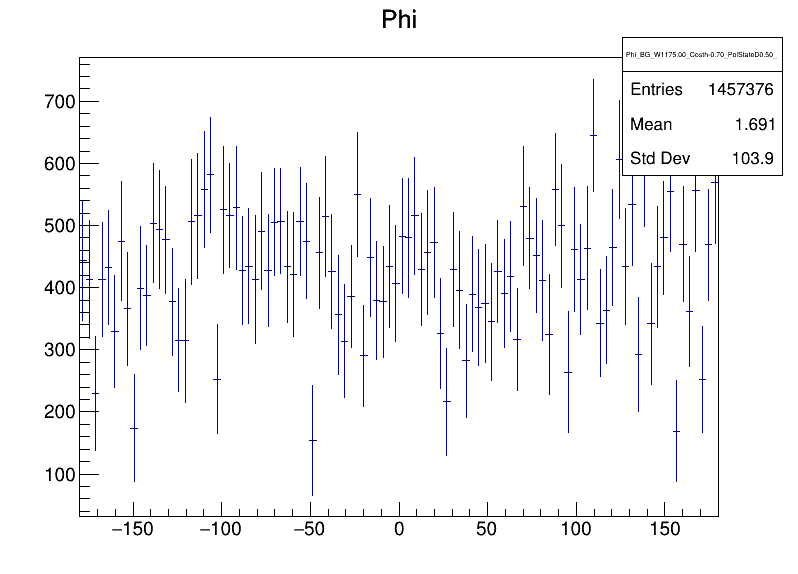 Phi
Phi_BG_W1175.00_Costh-0.70_PolStateD0.50_
Entries 1457376
Mean 1.691
Std Dev 103.9
700
600
500
400
300
200
100
−150 −100 −50 0 50 100 150